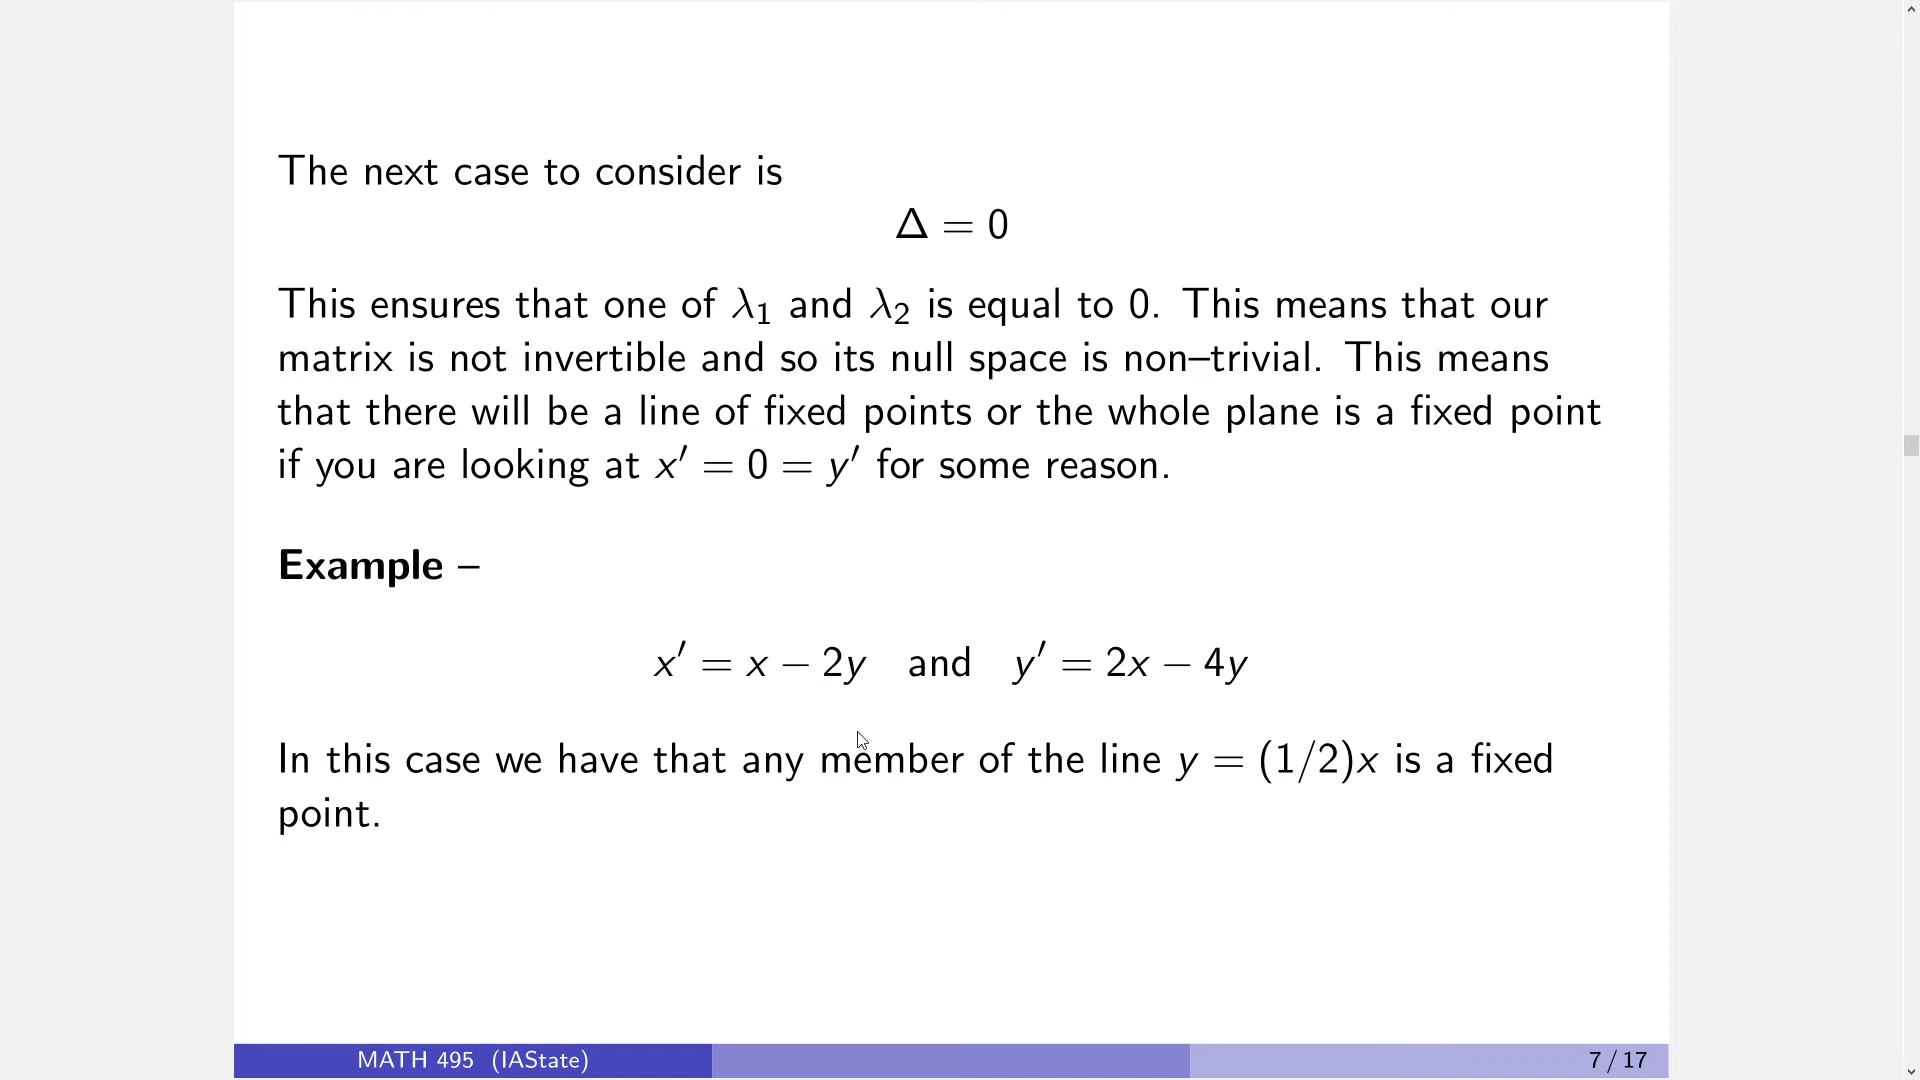 The next case to consider is
Δ = 0
This ensures that one of λ₁ and λ₂ is equal to 0. This means that our
matrix is not invertible and so its null space is non–trivial. This means
that there will be a line of fixed points or the whole plane is a fixed point
if you are looking at x′ = 0 = y′ for some reason.
Example –
x′ = x − 2y and y′ = 2x − 4y
In this case we have that any member of the line y = (1/2)x is a fixed
point.
MATH 495 (IAState) 7 / 17